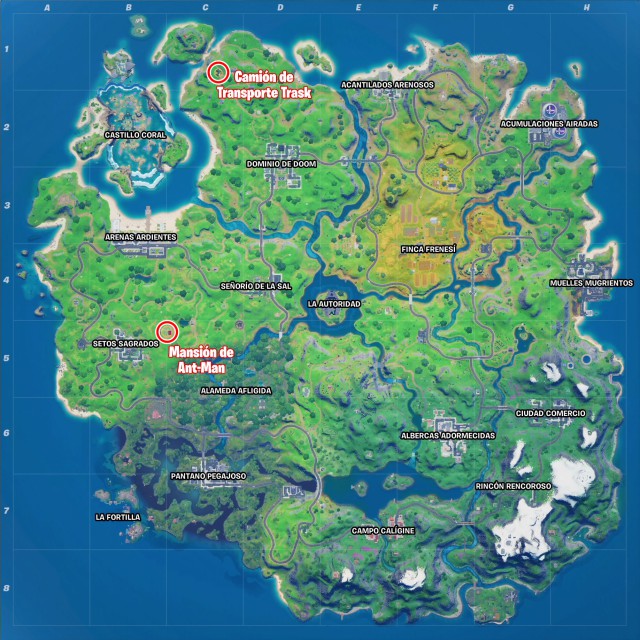 A B C D E F G H
1
Camión de
Transporte Trask
ACANTILADOS ARENOSOS
2
CASTILLO CORAL
ACUMULACIONES AIRADAS
DOMINIO DE DOOM
3
ARENAS ARDIENTES
FINCA FRENESÍ
4
SEÑORÍO DE LA SAL
MUELLES MUGRIENTOS
LA AUTORIDAD
5
SETOS SAGRADOS
Mansión de
Ant-Man
ALAMEDA AFLIGIDA
CIUDAD COMERCIO
6
ALBERCAS ADORMECIDAS
PANTANO PEGAJOSO
RINCÓN RENCOROSO
7
LA FORTILLA
CAMPO CALÍGINE
8